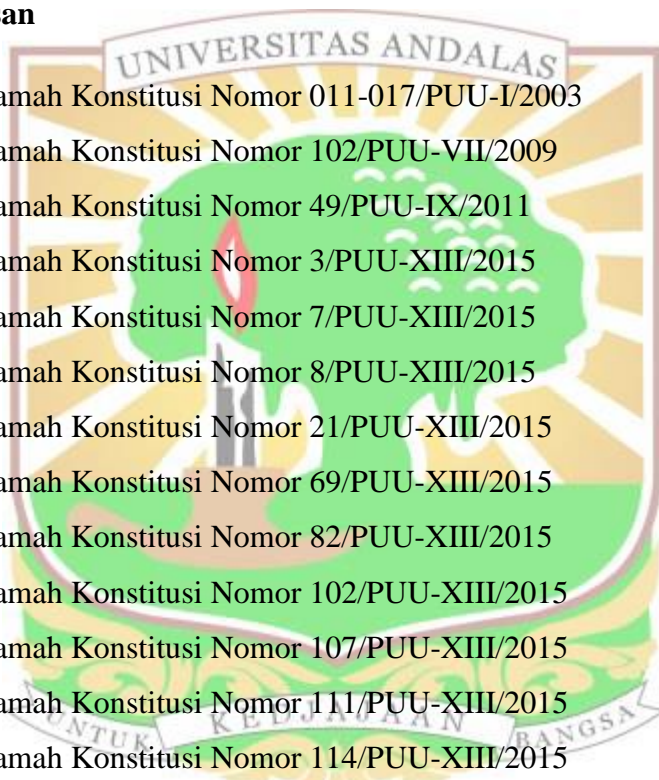 san
UNIVERSITAS ANDALAS
amah Konstitusi Nomor 011-017/PUU-I/2003
amah Konstitusi Nomor 102/PUU-VII/2009
amah Konstitusi Nomor 49/PUU-IX/2011
amah Konstitusi Nomor 3/PUU-XIII/2015
amah Konstitusi Nomor 7/PUU-XIII/2015
amah Konstitusi Nomor 8/PUU-XIII/2015
amah Konstitusi Nomor 21/PUU-XIII/2015
amah Konstitusi Nomor 69/PUU-XIII/2015
amah Konstitusi Nomor 82/PUU-XIII/2015
amah Konstitusi Nomor 102/PUU-XIII/2015
amah Konstitusi Nomor 107/PUU-XIII/2015
amah Konstitusi Nomor 111/PUU-XIII/2015
UNTUK KEDJAJAAN BANGSA
amah Konstitusi Nomor 114/PUU-XIII/2015